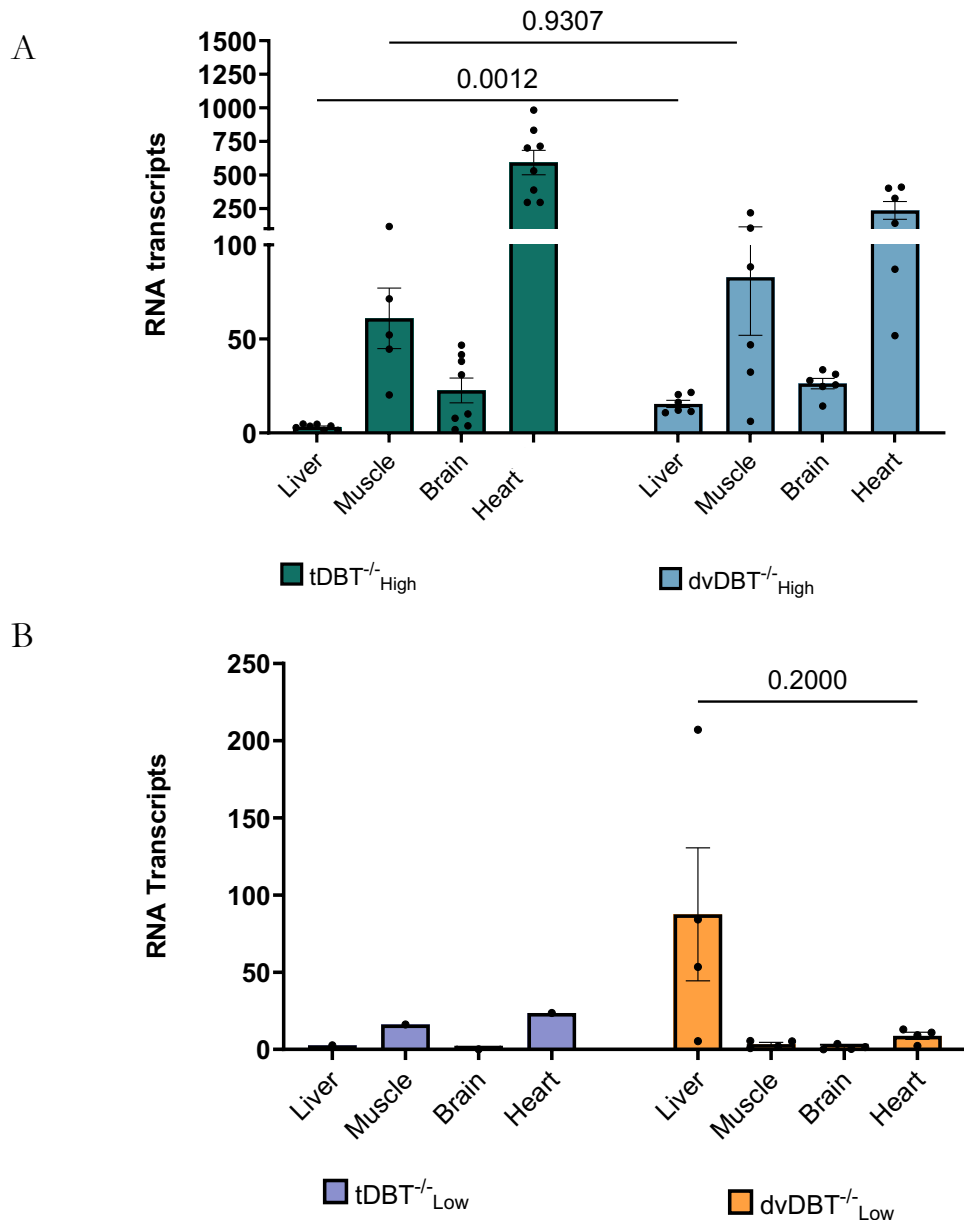 A
0.9307
0.0012
1500
1250
1000
750
500
250
100
50
0
RNA transcripts
Liver
Muscle
Brain
Heart
Liver
Muscle
Brain
Heart
tDBT-/-High
dvDBT-/-High
B
0.2000
250
200
150
100
50
0
RNA Transcripts
Liver
Muscle
Brain
Heart
Liver
Muscle
Brain
Heart
tDBT-/-Low
dvDBT-/-Low